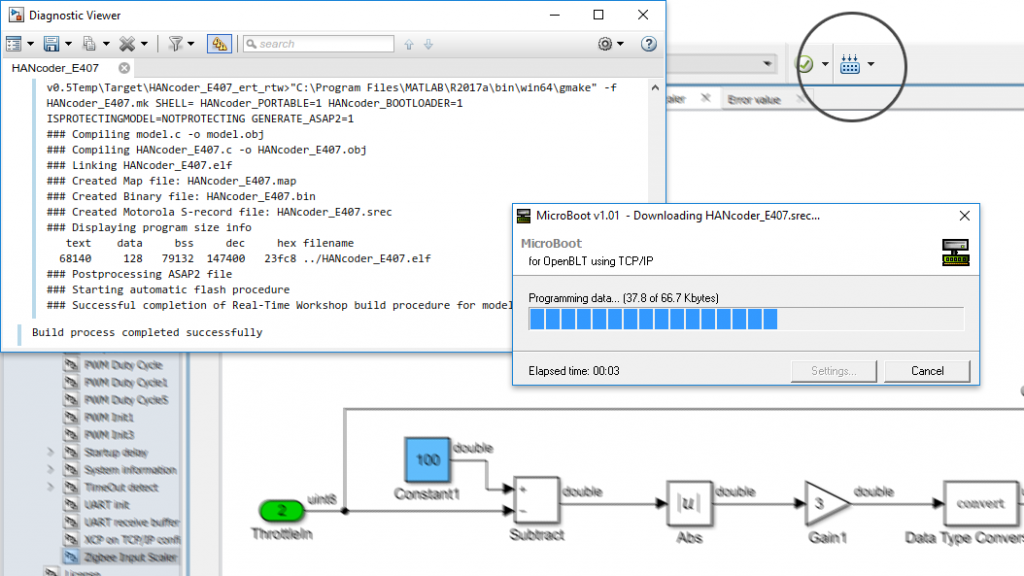 Diagnostic Viewer
search
HANcoder_E407
v0.5Temp\Target\HANcoder_E407_ert_rtw>"C:\Program Files\MATLAB\R2017a\bin\win64\gmake" -f
HANcoder_E407.mk SHELL= HANcoder_PORTABLE=1 HANcoder_BOOTLOADER=1
ISPROTECTINGMODEL=NOTPROTECTING GENERATE_ASAP2=1
### Compiling model.c -o model.obj
### Compiling HANcoder_E407.c -o HANcoder_E407.obj
### Linking HANcoder_E407.elf
### Created Map file: HANcoder_E407.map
### Created Binary file: HANcoder_E407.bin
### Created Motorola S-record file: HANcoder_E407.srec
### Displaying program size info
text data bss dec hex filename
68140 128 79132 147400 23fc8 ../HANcoder_E407.elf
### Postprocessing ASAP2 file
### Starting automatic flash procedure
### Successful completion of Real-Time Workshop build procedure for model
Build process completed successfully
Error value
MicroBoot v1.01 - Downloading HANcoder_E407.srec...
MicroBoot
for OpenBLT using TCP/IP
Programming data... (37.8 of 66.7 Kbytes)
Elapsed time: 00:03
Settings...
Cancel
PWM Duty Cycle
PWM Duty Cycle1
PWM Duty Cycle5
PWM Init1
PWM Init3
Startup delay
System information
TimeOut detect
UART init
UART receive buffer
XCP on TCP/IP confi
Zigbee Input Scaler
License
100
double
Constant1
2
uint8
ThrottleIn
+
−
double
Subtract
|u|
double
Abs
3
double
Gain1
convert
Data Type Conver